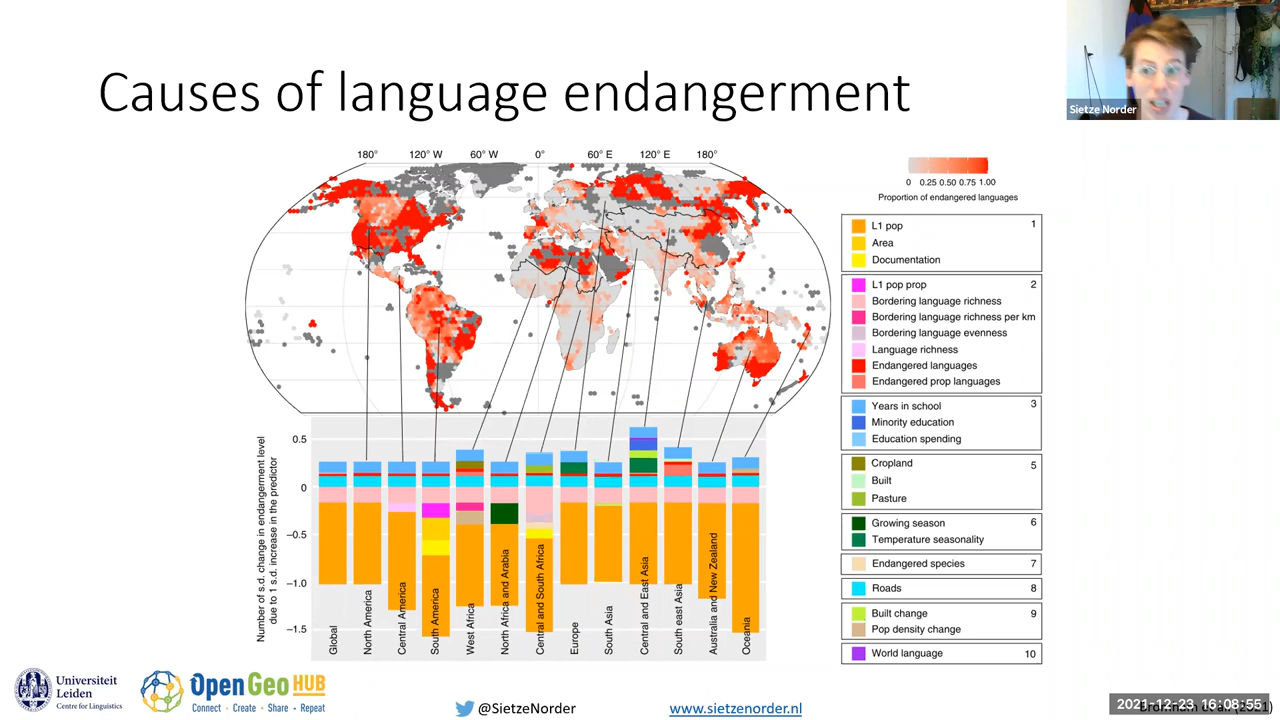 Causes of language endangerment
Sietze Norder
180° 120° W 60° W 0° 60° E 120° E 180°
0 0.25 0.50 0.75 1.00
Proportion of endangered languages
L1 pop 1
Area
Documentation
L1 pop prop 2
Bordering language richness
Bordering language richness per km
Bordering language evenness
Language richness
Endangered languages
Endangered prop languages
Years in school 3
Minority education
Education spending
Cropland 5
Built
Pasture
Growing season 6
Temperature seasonality
Endangered species 7
Roads 8
Built change 9
Pop density change
World language 10
Number of s.d. change in endangerment level
due to 1 s.d. increase in the predictor
0.5
0
−0.5
−1.0
−1.5
Global
North America
Central America
South America
West Africa
North Africa and Arabia
Central and South Africa
Europe
South Asia
Central and East Asia
South east Asia
Australia and New Zealand
Oceania
Universiteit
Leiden
Centre for Linguistics
OpenGeoHUB
Connect · Create · Share · Repeat
@SietzeNorder
www.sietzenorder.nl
2021-12-23 16:08:55